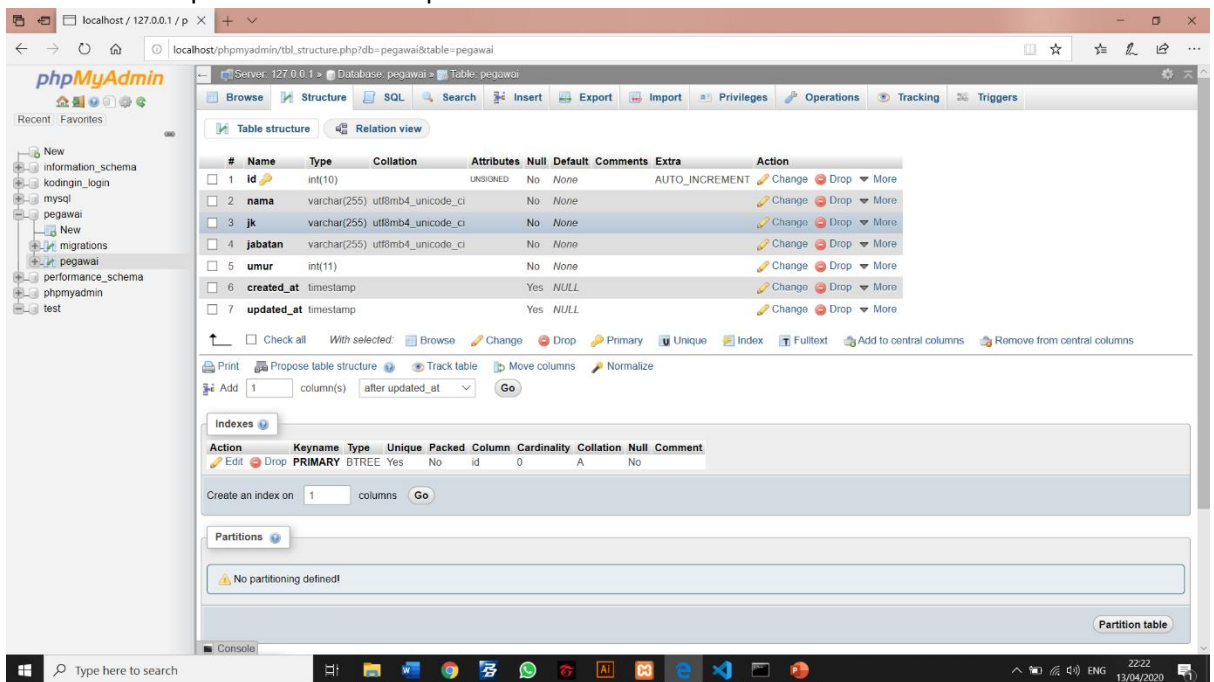 localhost / 127.0.0.1 / p
localhost/phpmyadmin/tbl_structure.php?db=pegawai&table=pegawai
phpMyAdmin
Recent Favorites
New
information_schema
kodingin_login
mysql
pegawai
New
migrations
pegawai
performance_schema
phpmyadmin
test
Server: 127.0.0.1 » Database: pegawai » Table: pegawai
Browse Structure SQL Search Insert Export Import Privileges Operations Tracking Triggers
Table structure Relation view
# Name Type Collation Attributes Null Default Comments Extra Action
1 id int(10) UNSIGNED No None AUTO_INCREMENT Change Drop More
2 nama varchar(255) utf8mb4_unicode_ci No None Change Drop More
3 jk varchar(255) utf8mb4_unicode_ci No None Change Drop More
4 jabatan varchar(255) utf8mb4_unicode_ci No None Change Drop More
5 umur int(11) No None Change Drop More
6 created_at timestamp Yes NULL Change Drop More
7 updated_at timestamp Yes NULL Change Drop More
Check all With selected: Browse Change Drop Primary Unique Index Fulltext Add to central columns Remove from central columns
Print Propose table structure Track table Move columns Normalize
Add 1 column(s) after updated_at Go
Indexes
Action Keyname Type Unique Packed Column Cardinality Collation Null Comment
Edit Drop PRIMARY BTREE Yes No id 0 A No
Create an index on 1 columns Go
Partitions
No partitioning defined!
Partition table
Console
Type here to search
ENG 22:22
13/04/2020